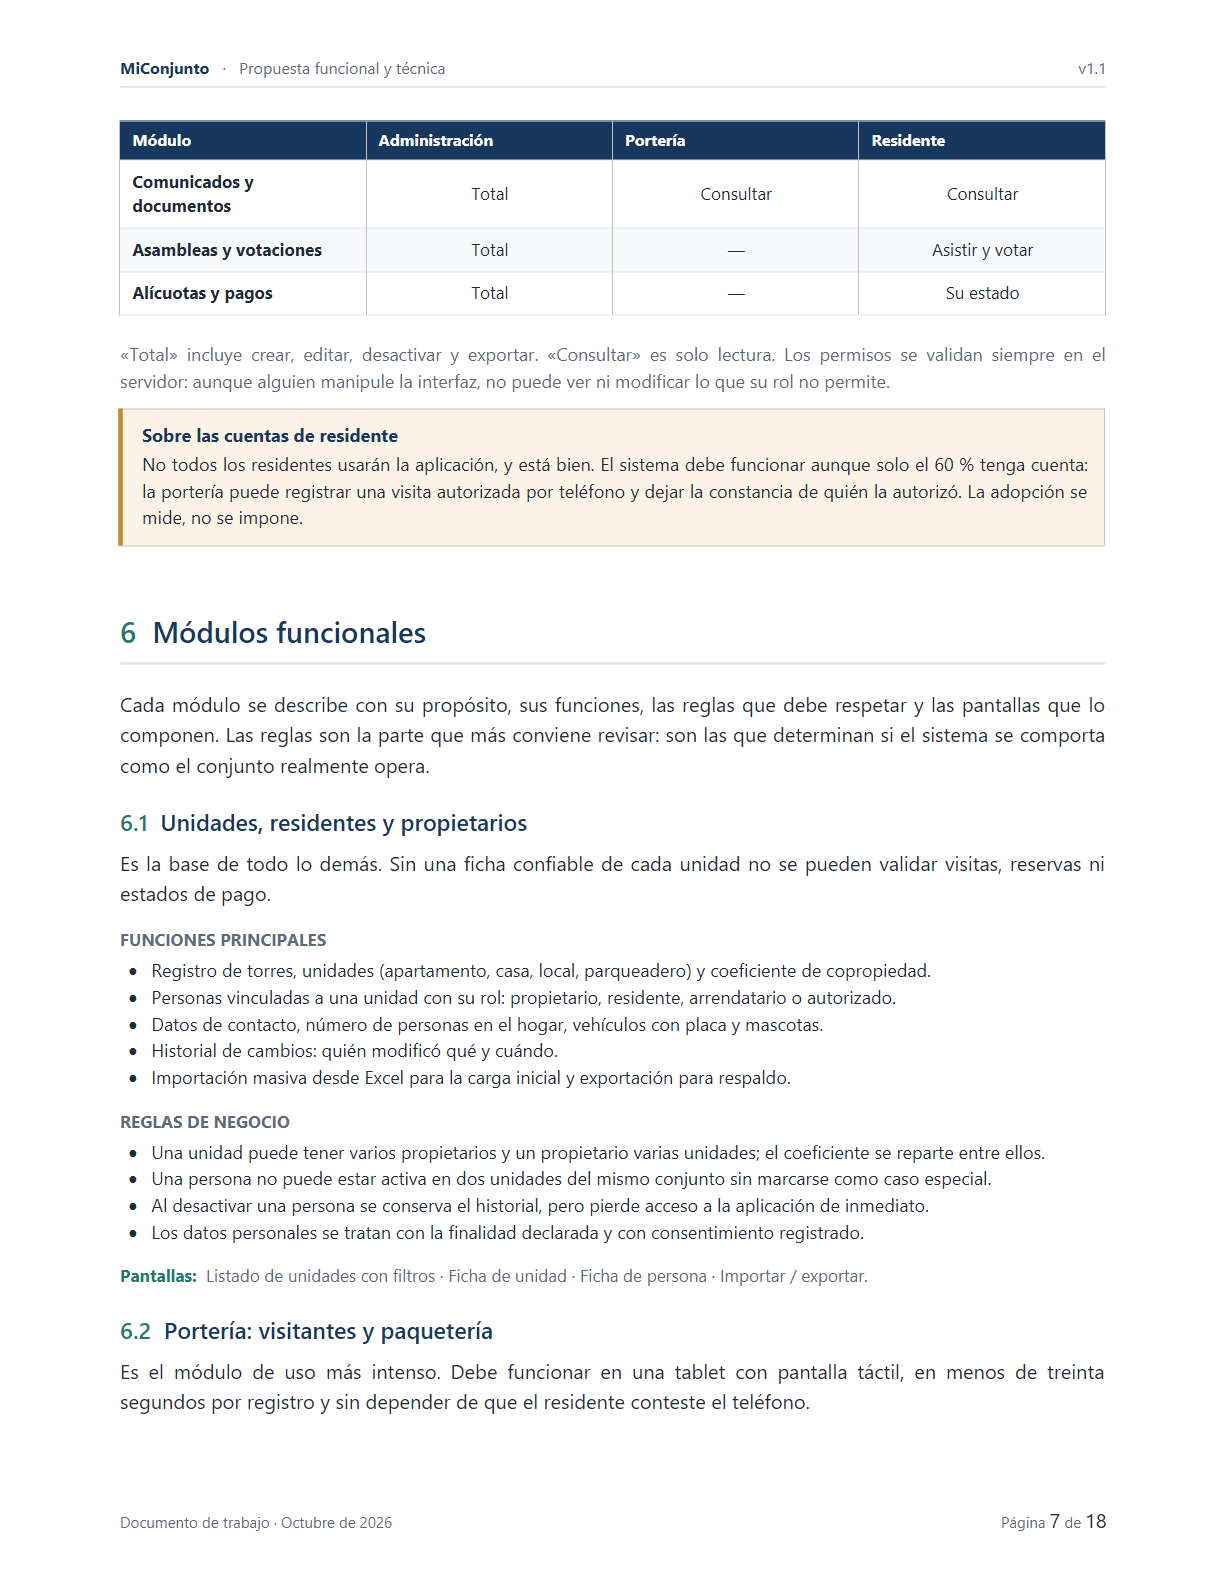 MiConjunto · Propuesta funcional y técnica v1.1
Módulo Administración Portería Residente
Comunicados y
documentos Total Consultar Consultar
Asambleas y votaciones Total — Asistir y votar
Alícuotas y pagos Total — Su estado
«Total» incluye crear, editar, desactivar y exportar. «Consultar» es solo lectura. Los permisos se validan siempre en el
servidor: aunque alguien manipule la interfaz, no puede ver ni modificar lo que su rol no permite.
Sobre las cuentas de residente
No todos los residentes usarán la aplicación, y está bien. El sistema debe funcionar aunque solo el 60 % tenga cuenta:
la portería puede registrar una visita autorizada por teléfono y dejar la constancia de quién la autorizó. La adopción se
mide, no se impone.
6 Módulos funcionales
Cada módulo se describe con su propósito, sus funciones, las reglas que debe respetar y las pantallas que lo
componen. Las reglas son la parte que más conviene revisar: son las que determinan si el sistema se comporta
como el conjunto realmente opera.
6.1 Unidades, residentes y propietarios
Es la base de todo lo demás. Sin una ficha confiable de cada unidad no se pueden validar visitas, reservas ni
estados de pago.
FUNCIONES PRINCIPALES
• Registro de torres, unidades (apartamento, casa, local, parqueadero) y coeficiente de copropiedad.
• Personas vinculadas a una unidad con su rol: propietario, residente, arrendatario o autorizado.
• Datos de contacto, número de personas en el hogar, vehículos con placa y mascotas.
• Historial de cambios: quién modificó qué y cuándo.
• Importación masiva desde Excel para la carga inicial y exportación para respaldo.
REGLAS DE NEGOCIO
• Una unidad puede tener varios propietarios y un propietario varias unidades; el coeficiente se reparte entre ellos.
• Una persona no puede estar activa en dos unidades del mismo conjunto sin marcarse como caso especial.
• Al desactivar una persona se conserva el historial, pero pierde acceso a la aplicación de inmediato.
• Los datos personales se tratan con la finalidad declarada y con consentimiento registrado.
Pantallas: Listado de unidades con filtros · Ficha de unidad · Ficha de persona · Importar / exportar.
6.2 Portería: visitantes y paquetería
Es el módulo de uso más intenso. Debe funcionar en una tablet con pantalla táctil, en menos de treinta
segundos por registro y sin depender de que el residente conteste el teléfono.
Documento de trabajo · Octubre de 2026 Página 7 de 18